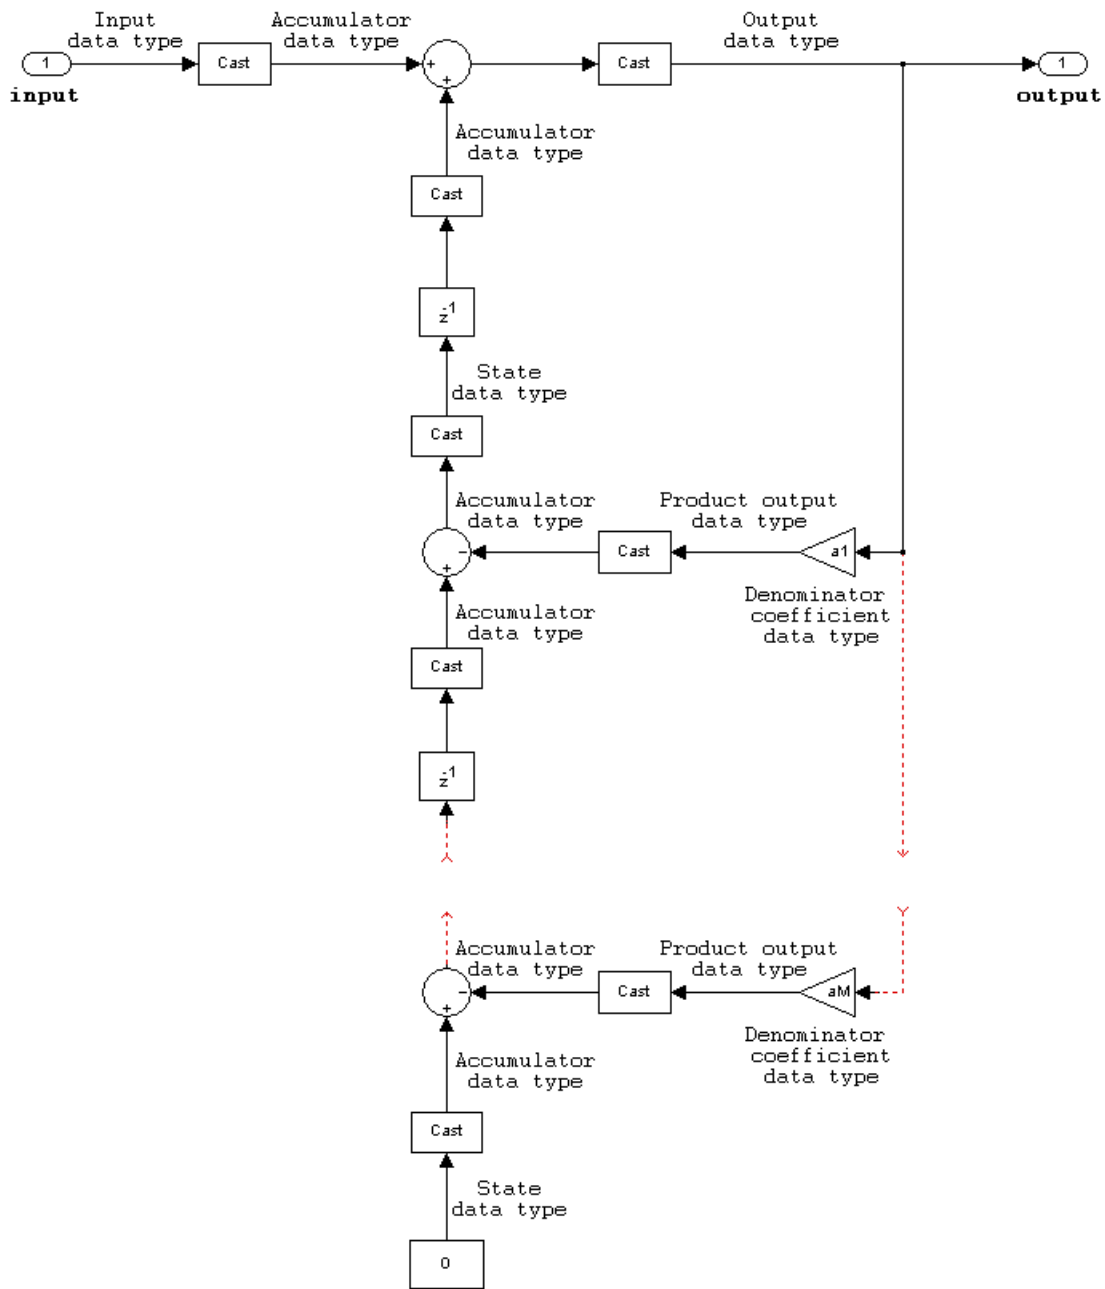 Input
data type
Accumulator
data type
Output
data type
1
Cast
+
+
Cast
1
input
output
Accumulator
data type
Cast
z-1
State
data type
Cast
Accumulator
data type
Product output
data type
−
+
Cast
a1
Accumulator
data type
Denominator
coefficient
data type
Cast
z-1
Accumulator
data type
Product output
data type
−
+
Cast
aM
Accumulator
data type
Denominator
coefficient
data type
Cast
State
data type
0